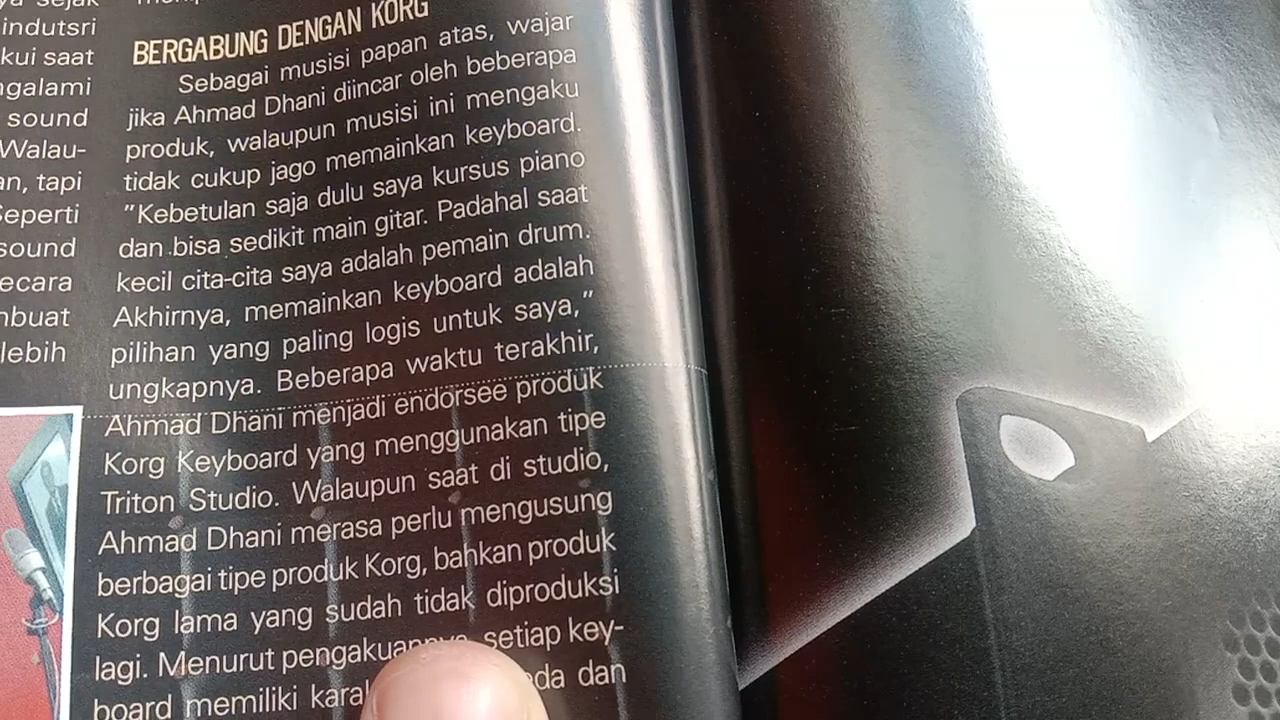 indutsri
kui saat
ngalami
sound
Walau-
an, tapi
Seperti
sound
ecara
nbuat
lebih
BERGABUNG DENGAN KORG
Sebagai musisi papan atas, wajar
jika Ahmad Dhani diincar oleh beberapa
produk, walaupun musisi ini mengaku
tidak cukup jago memainkan keyboard.
"Kebetulan saja dulu saya kursus piano
dan bisa sedikit main gitar. Padahal saat
kecil cita-cita saya adalah pemain drum.
Akhirnya, memainkan keyboard adalah
pilihan yang paling logis untuk saya,"
ungkapnya. Beberapa waktu terakhir,
Ahmad Dhani menjadi endorsee produk
Korg Keyboard yang menggunakan tipe
Triton Studio. Walaupun saat di studio,
Ahmad Dhani merasa perlu mengusung
berbagai tipe produk Korg, bahkan produk
Korg lama yang sudah tidak diproduksi
lagi. Menurut pengakuannya, setiap key-
board memiliki dan